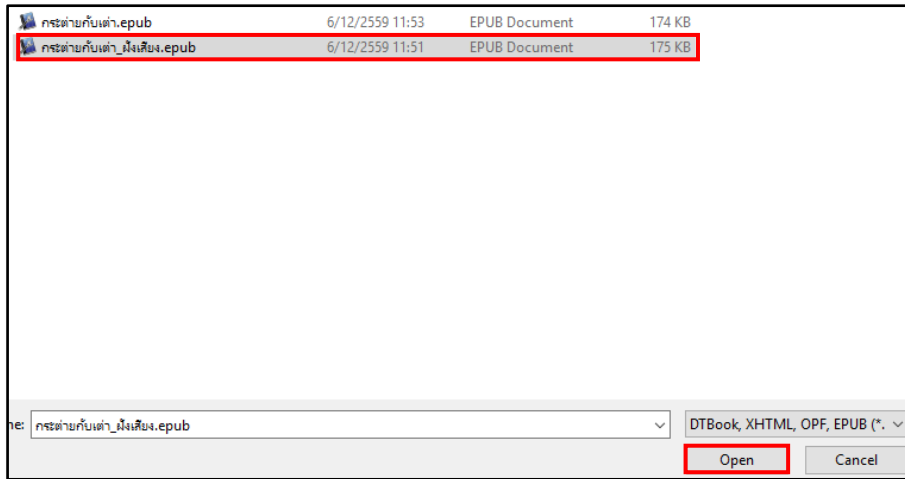 กระต่ายกับเต่า.epub 6/12/2559 11:53 EPUB Document 174 KB
กระต่ายกับเต่า_ฝังเสียง.epub 6/12/2559 11:51 EPUB Document 175 KB
ne: กระต่ายกับเต่า_ฝังเสียง.epub DTBook, XHTML, OPF, EPUB (*.
Open Cancel